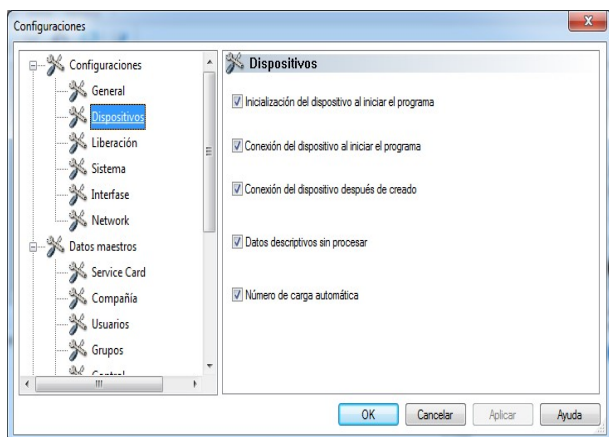 Configuraciones
Configuraciones
General
Dispositivos
Liberación
Sistema
Interfase
Network
Datos maestros
Service Card
Compañía
Usuarios
Grupos
Dispositivos
Inicialización del dispositivo al iniciar el programa
Conexión del dispositivo al iniciar el programa
Conexión del dispositivo después de creado
Datos descriptivos sin procesar
Número de carga automática
OK
Cancelar
Aplicar
Ayuda